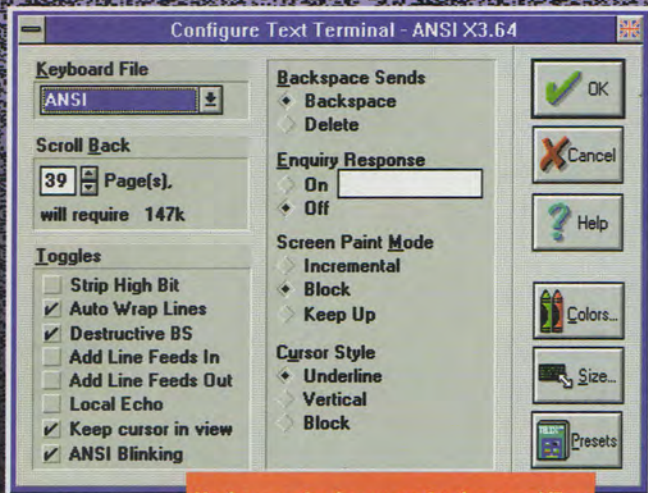 Configure Text Terminal - ANSI X3.64
Keyboard File
ANSI
Scroll Back
39 Page(s),
will require 147k
Toggles
Strip High Bit
Auto Wrap Lines
Destructive BS
Add Line Feeds In
Add Line Feeds Out
Local Echo
Keep cursor in view
ANSI Blinking
Backspace Sends
Backspace
Delete
Enquiry Response
On
Off
Screen Paint Mode
Incremental
Block
Keep Up
Cursor Style
Underline
Vertical
Block
OK
Cancel
Help
Colors...
Size...
Presets